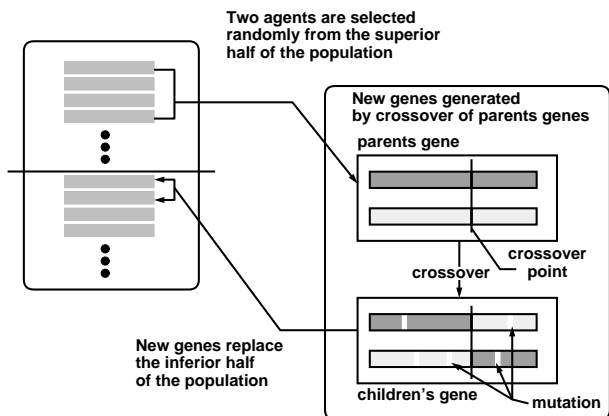 Two agents are selected
randomly from the superior
half of the population
New genes generated
by crossover of parents genes
parents gene
crossover
point
crossover
New genes replace
the inferior half
of the population
children's gene
mutation